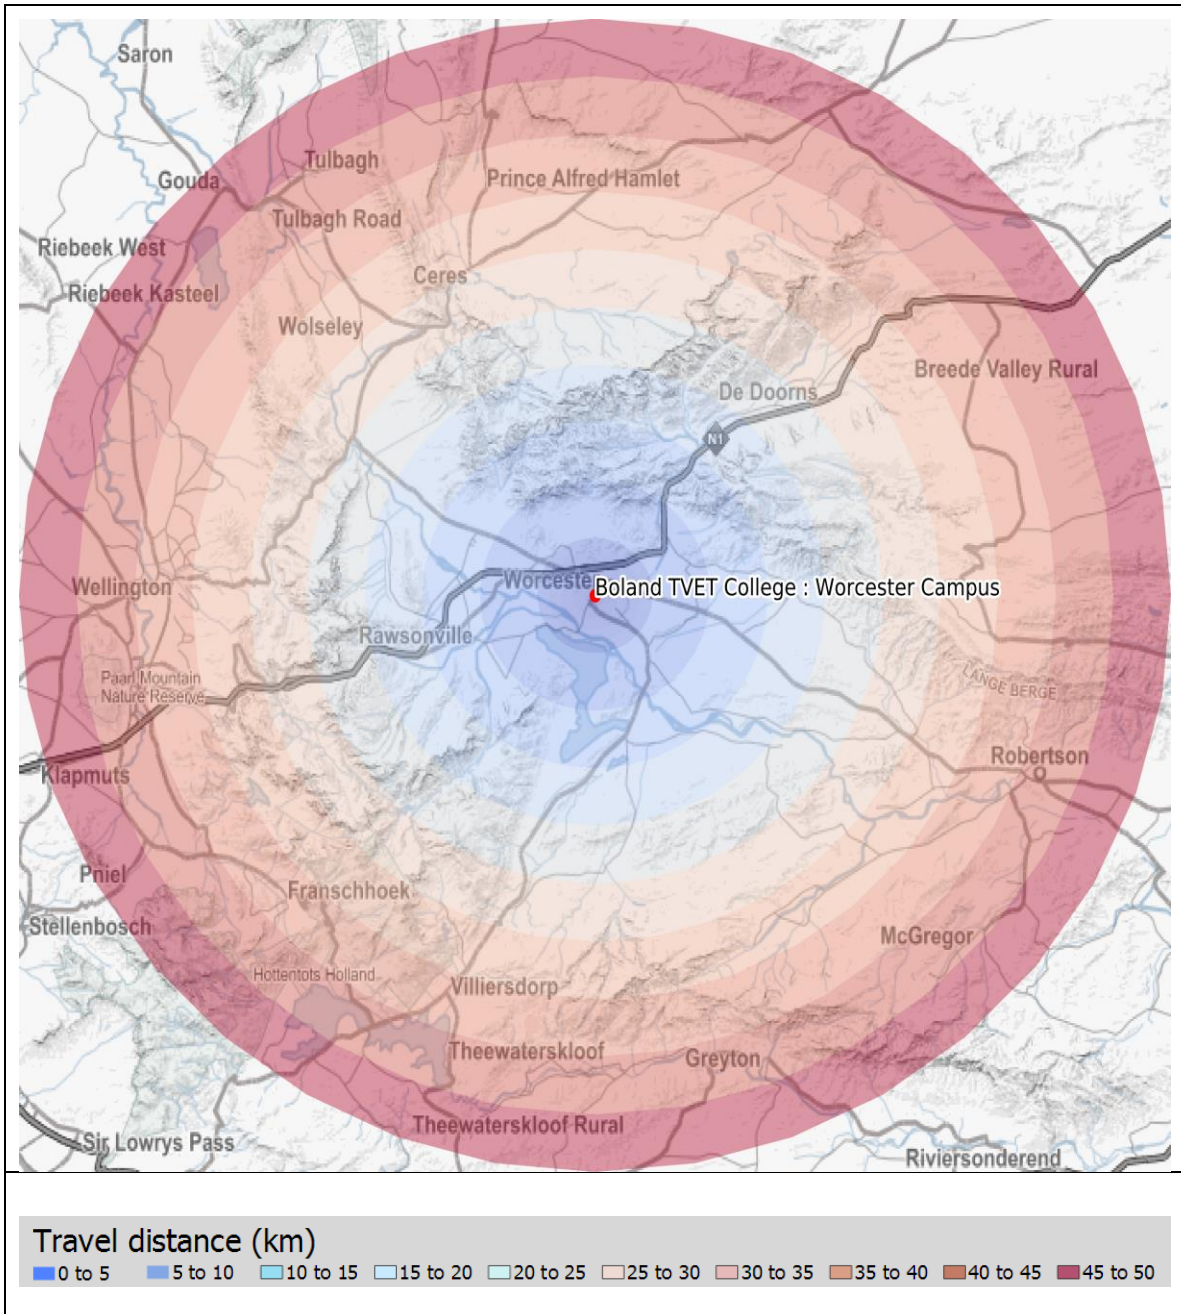 Saron
Tulbagh
Gouda
Prince Alfred Hamlet
Tulbagh Road
Riebeek West
Ceres
Riebeek Kasteel
Wolseley
Breede Valley Rural
De Doorns
N1
Worceste
Boland TVET College : Worcester Campus
Wellington
Rawsonville
Paarl Mountain
Nature Reserve
LANGE BERGE
Robertson
Klapmuts
Pniel
Franschhoek
Stellenbosch
McGregor
Hottentots Holland
Villiersdorp
Theewaterskloof
Greyton
Theewaterskloof Rural
Sir Lowrys Pass
Riviersonderend
Travel distance (km)
0 to 5 5 to 10 10 to 15 15 to 20 20 to 25 25 to 30 30 to 35 35 to 40 40 to 45 45 to 50